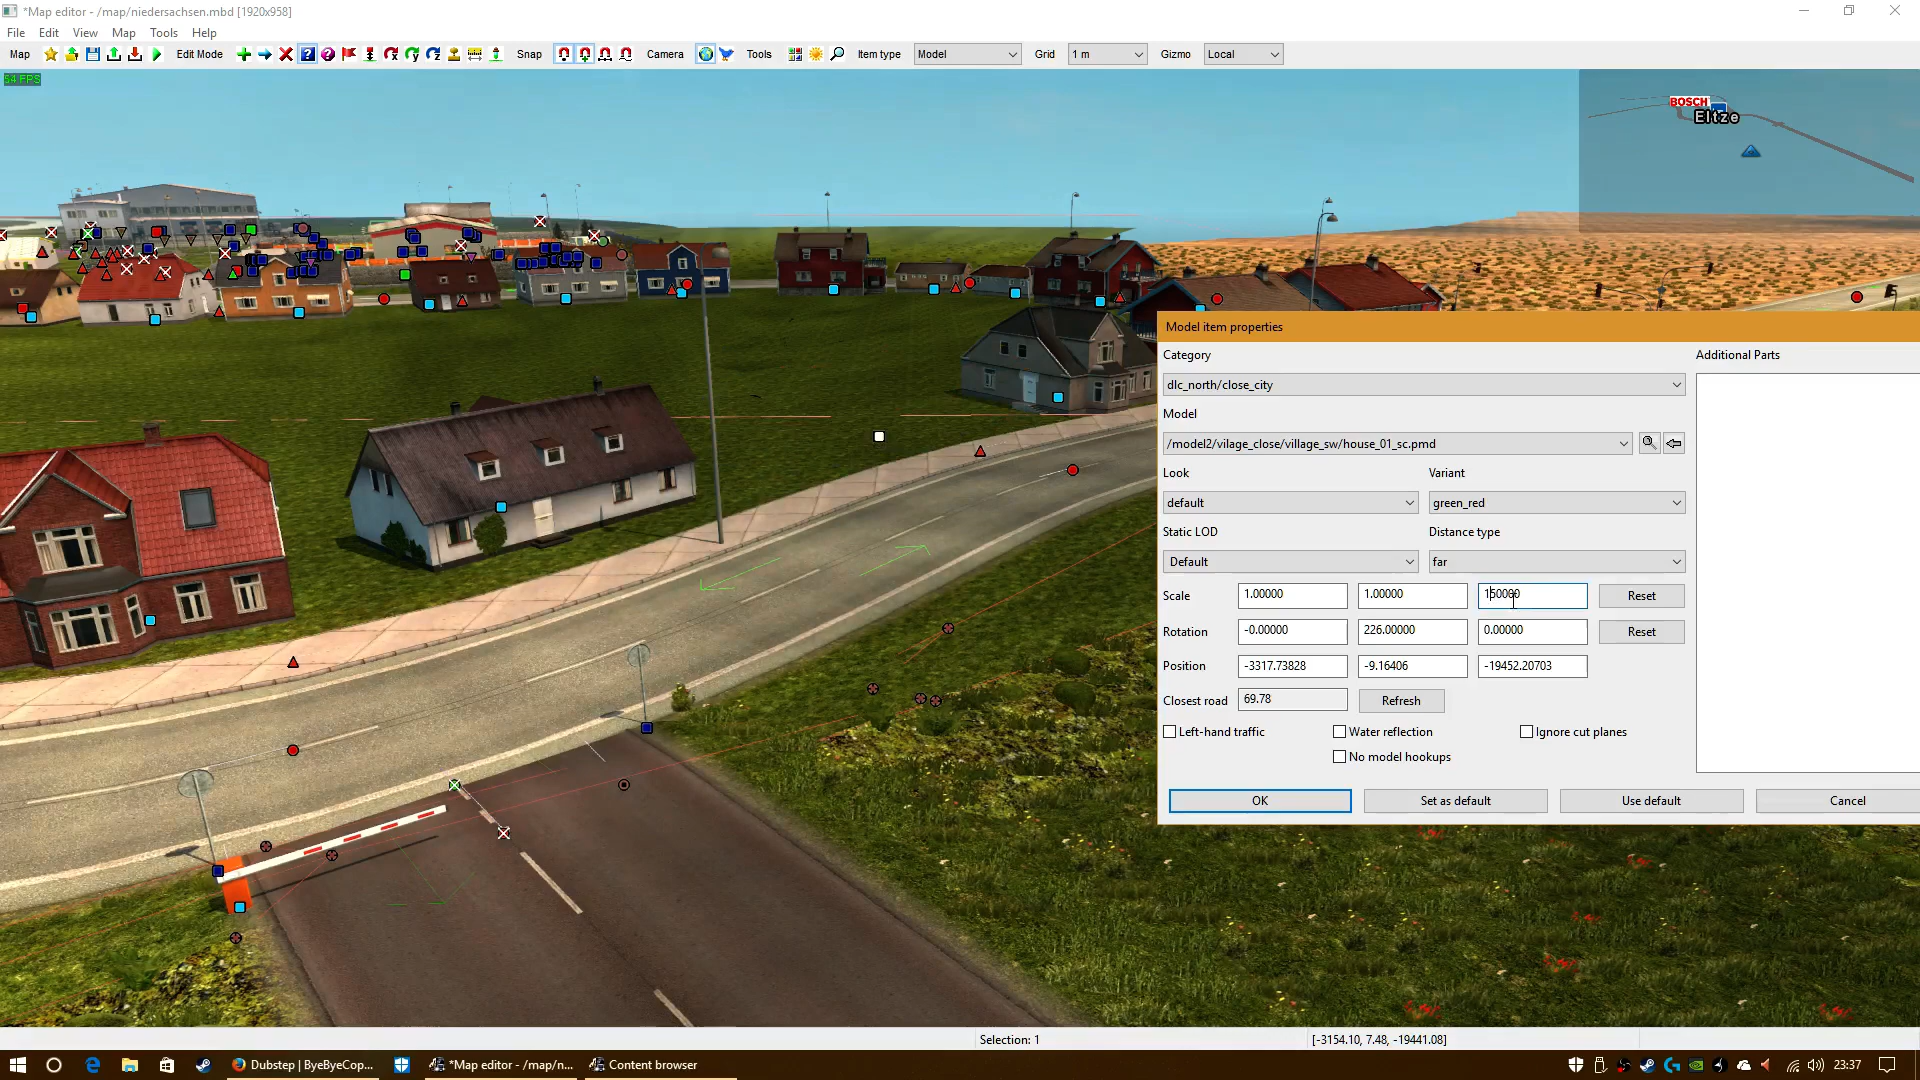 *Map editor - /map/niedersachsen.mbd [1920x958]
File Edit View Map Tools Help
Map Edit Mode Snap Camera Tools Item type Model Grid 1 m Gizmo Local
54 FPS
BOSCH
Eltze
Model item properties
Category Additional Parts
dlc_north/close_city
Model
/model2/vilage_close/village_sw/house_01_sc.pmd
Look Variant
default green_red
Static LOD Distance type
Default far
Scale 1.00000 1.00000 150000 Reset
Rotation -0.00000 226.00000 0.00000 Reset
Position -3317.73828 -9.16406 -19452.20703
Closest road 69.78 Refresh
Left-hand traffic Water reflection Ignore cut planes
No model hookups
OK Set as default Use default Cancel
Selection: 1 [-3154.10, 7.48, -19441.08]
Dubstep | ByeByeCop... *Map editor - /map/n... Content browser 23:37